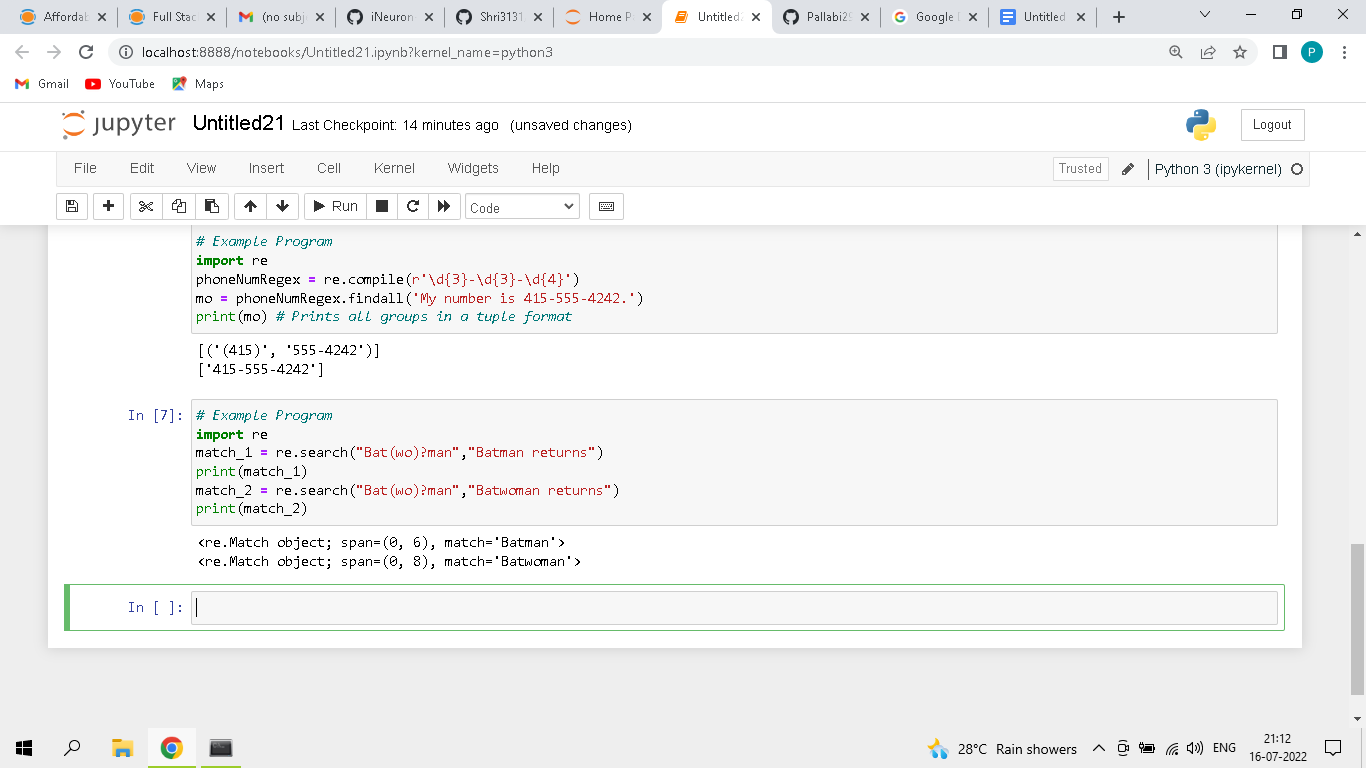 Affordab
Full Stac
(no subj
iNeuron
zhni3131
Home P
Untitled
Pallabi29
Google
Untitled
localhost:8888/notebooks/Untitled21.ipynb?kernel_name=python3
P
Gmail
YouTube
Maps
jupyter Untitled21 Last Checkpoint: 14 minutes ago (unsaved changes)
Logout
File Edit View Insert Cell Kernel Widgets Help
Trusted
Python 3 (ipykernel)
Run
Code
# Example Program
import re
phoneNumRegex = re.compile(r'\d{3}-\d{3}-\d{4}')
mo = phoneNumRegex.findall('My number is 415-555-4242.')
print(mo) # Prints all groups in a tuple format
[('(415)', '555-4242')]
['415-555-4242']
In [7]:
# Example Program
import re
match_1 = re.search("Bat(wo)?man","Batman returns")
print(match_1)
match_2 = re.search("Bat(wo)?man","Batwoman returns")
print(match_2)
<re.Match object; span=(0, 6), match='Batman'>
<re.Match object; span=(0, 8), match='Batwoman'>
In [ ]:
28°C Rain showers
ENG
21:12
16-07-2022